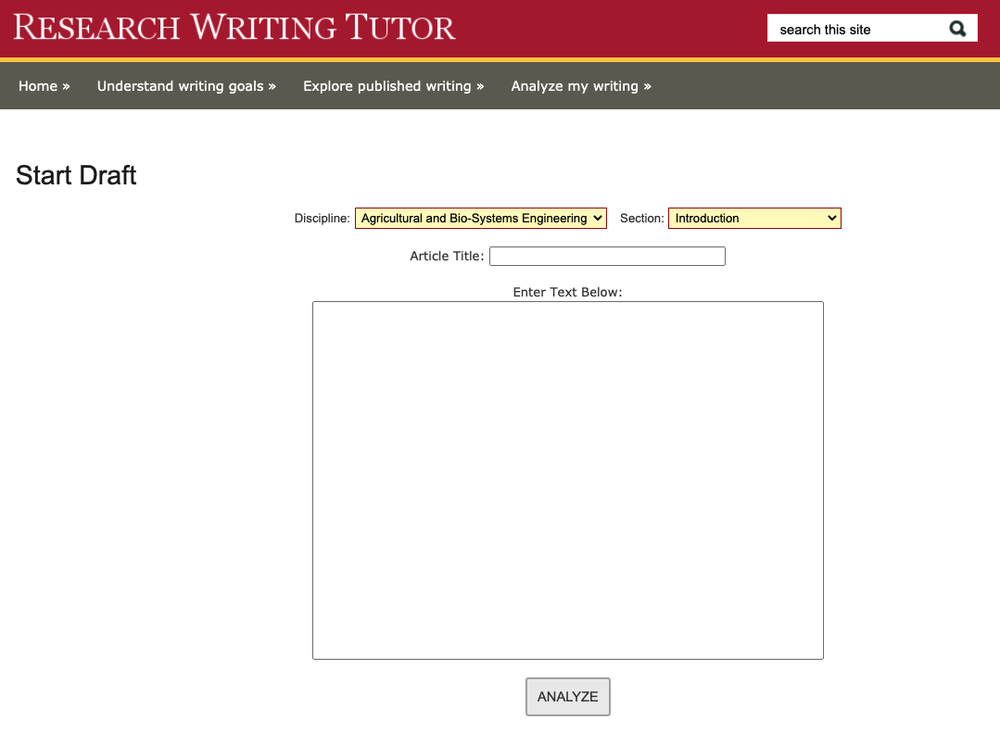 RESEARCH WRITING TUTOR
search this site
Home » Understand writing goals » Explore published writing » Analyze my writing »
Start Draft
Discipline: Agricultural and Bio-Systems Engineering Section: Introduction
Article Title:
Enter Text Below:
ANALYZE